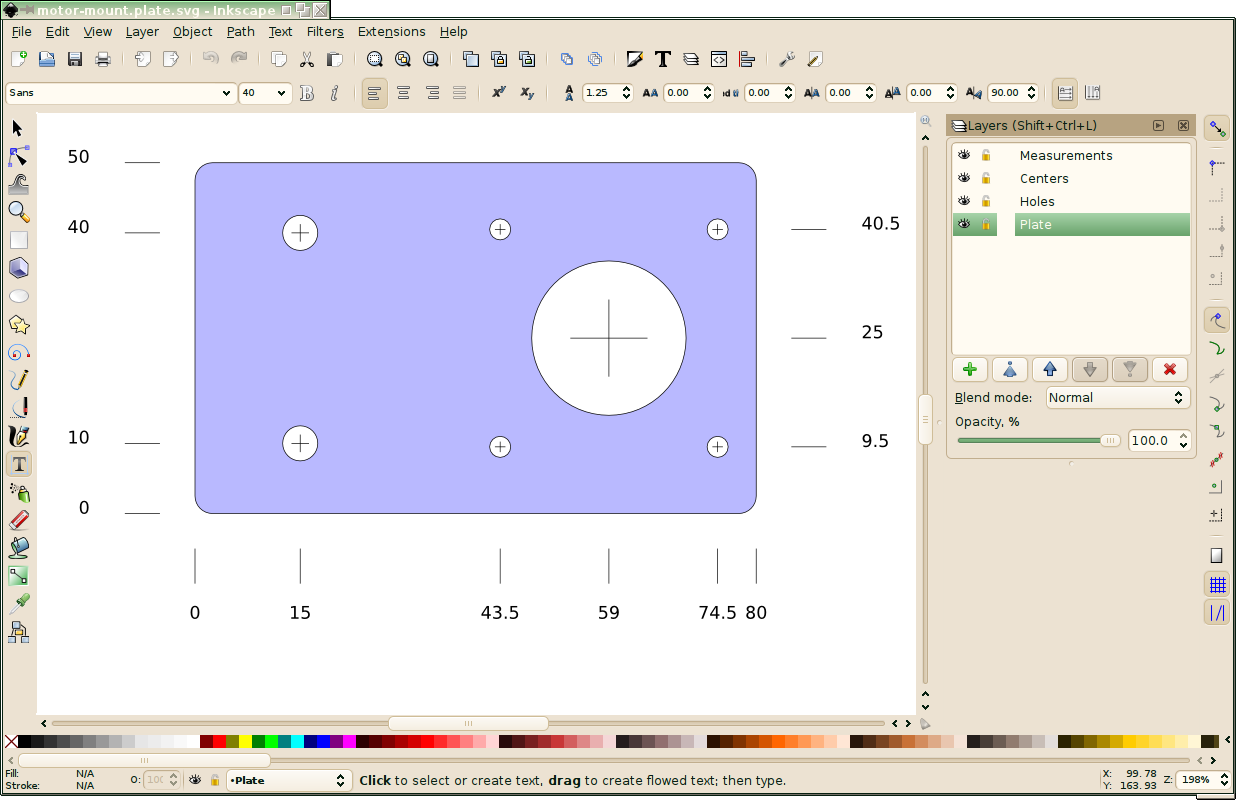 motor-mount.plate.svg - Inkscape
File Edit View Layer Object Path Text Filters Extensions Help
Sans 40 1.25 0.00 0.00 0.00 0.00 90.00
Layers (Shift+Ctrl+L)
Measurements
Centers
Holes
Plate
Blend mode: Normal
Opacity, %
100.0
50
40
40.5
25
10
9.5
0
0 15 43.5 59 74.5 80
Fill: N/A
Stroke: N/A
O: 100
•Plate
Click to select or create text, drag to create flowed text; then type.
X: 99.78
Y: 163.93
Z: 198%